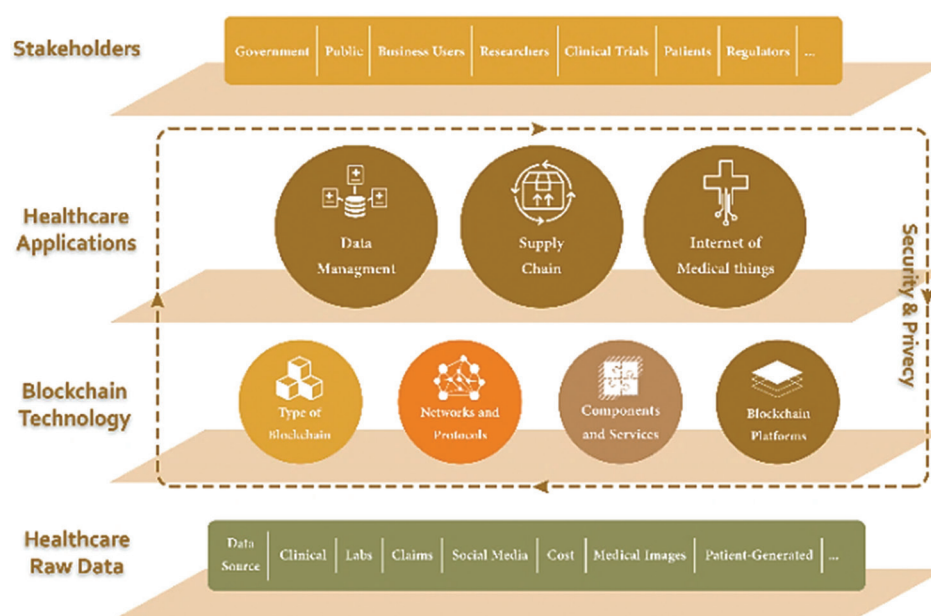 Stakeholders
Government Public Business Users Researchers Clinical Trials Patients Regulators ...
Healthcare
Applications
Data
Managment
Supply
Chain
Internet of
Medical things
Security & Privecy
Blockchain
Technology
Type of
Blockchain
Networks and
Protocols
Components
and Services
Blockchain
Platforms
Healthcare
Raw Data
Data
Source
Clinical Labs Claims Social Media Cost Medical Images Patient-Generated ...